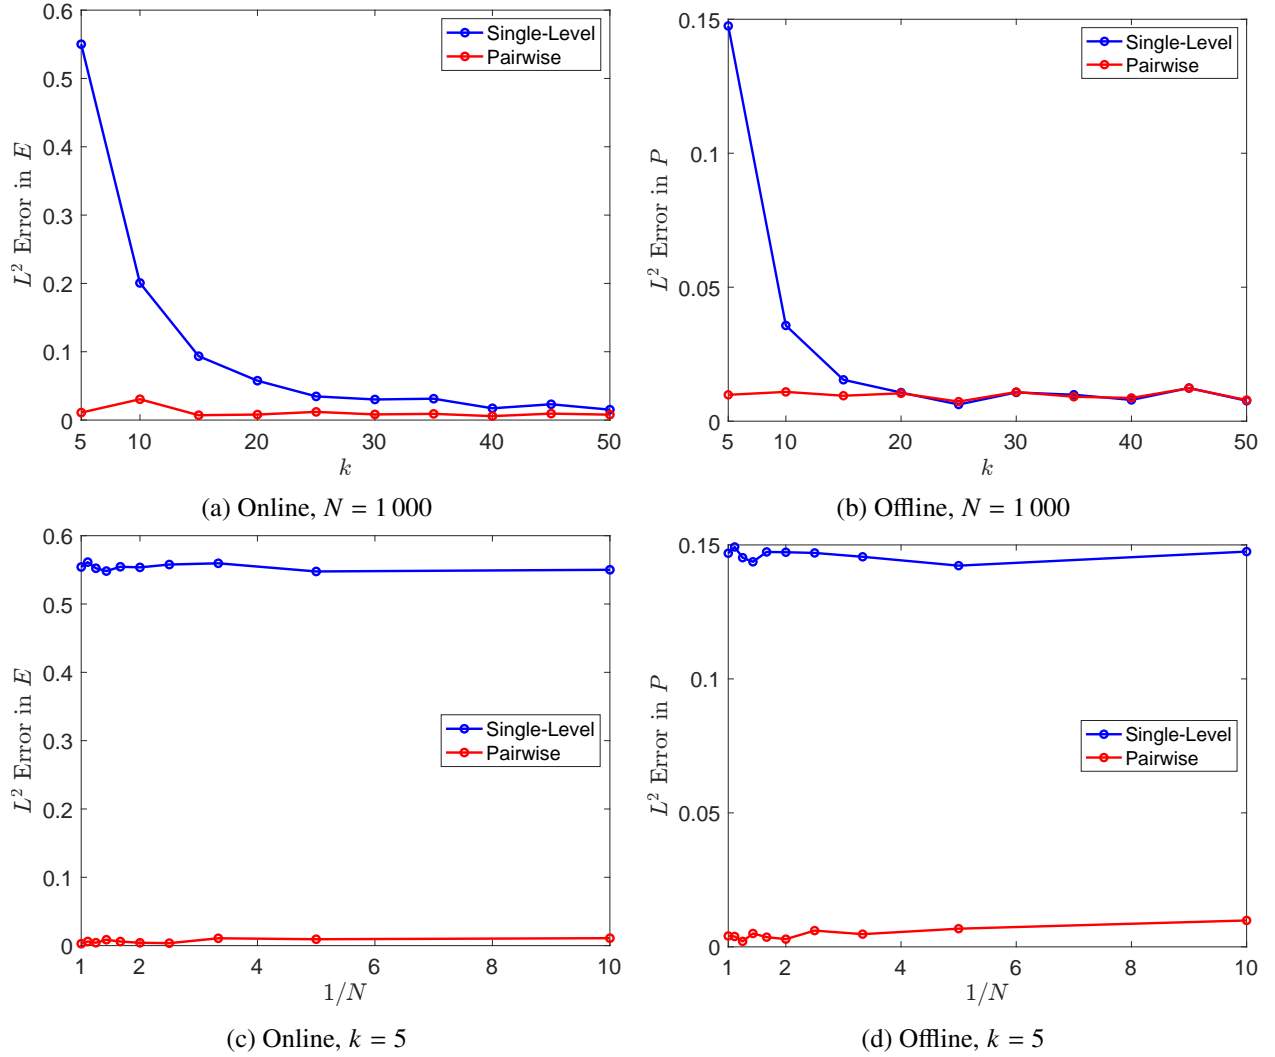 0.6
0.5
0.4
0.3
0.2
0.1
0
L² Error in E
Single-Level
Pairwise
5 10 20 30 40 50
k
(a) Online, N = 1 000
0.15
0.1
0.05
0
L² Error in P
Single-Level
Pairwise
5 10 20 30 40 50
k
(b) Offline, N = 1 000
0.6
0.5
0.4
0.3
0.2
0.1
0
L² Error in E
Single-Level
Pairwise
1 2 4 6 8 10
1/N
(c) Online, k = 5
0.15
0.1
0.05
0
L² Error in P
Single-Level
Pairwise
1 2 4 6 8 10
1/N
(d) Offline, k = 5